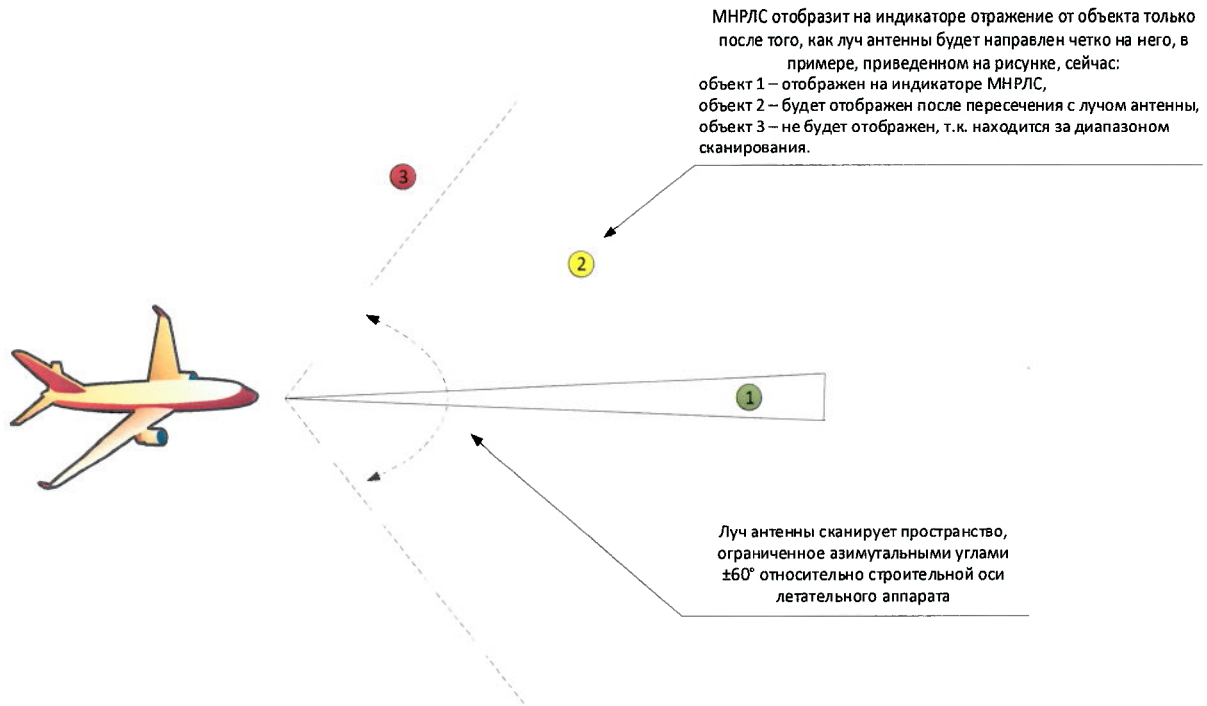 МНРЛС отобразит на индикаторе отражение от объекта только
после того, как луч антенны будет направлен четко на него, в
примере, приведенном на рисунке, сейчас:
объект 1 – отображен на индикаторе МНРЛС,
объект 2 – будет отображен после пересечения с лучом антенны,
объект 3 – не будет отображен, т.к. находится за диапазоном
сканирования.
3
2
1
Луч антенны сканирует пространство,
ограниченное азимутальными углами
±60° относительно строительной оси
летательного аппарата